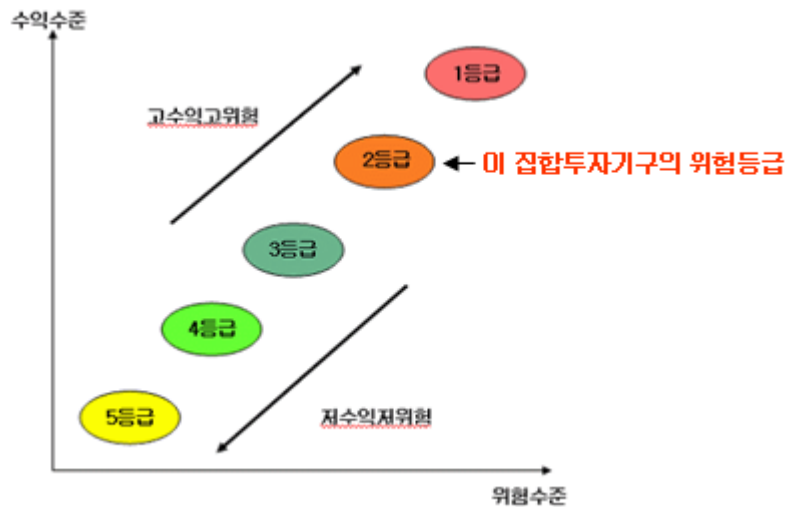 수익수준
1등급
고수익고위험
2등급 이 집합투자기구의 위험등급
3등급
4등급
5등급
저수익저위험
위험수준